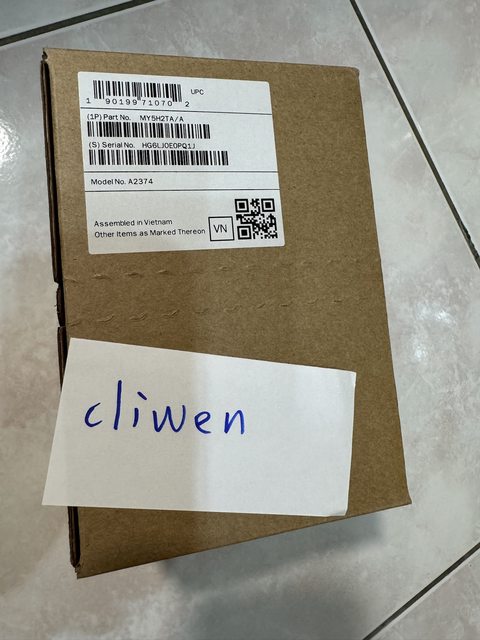 UPC
1 90199 71070 2
(1P) Part No. MY5H2TA/A
(S) Serial No. HG6LJ0E0PQ1J
Model No. A2374
Assembled in Vietnam
Other Items as Marked Thereon
VN
cliwen